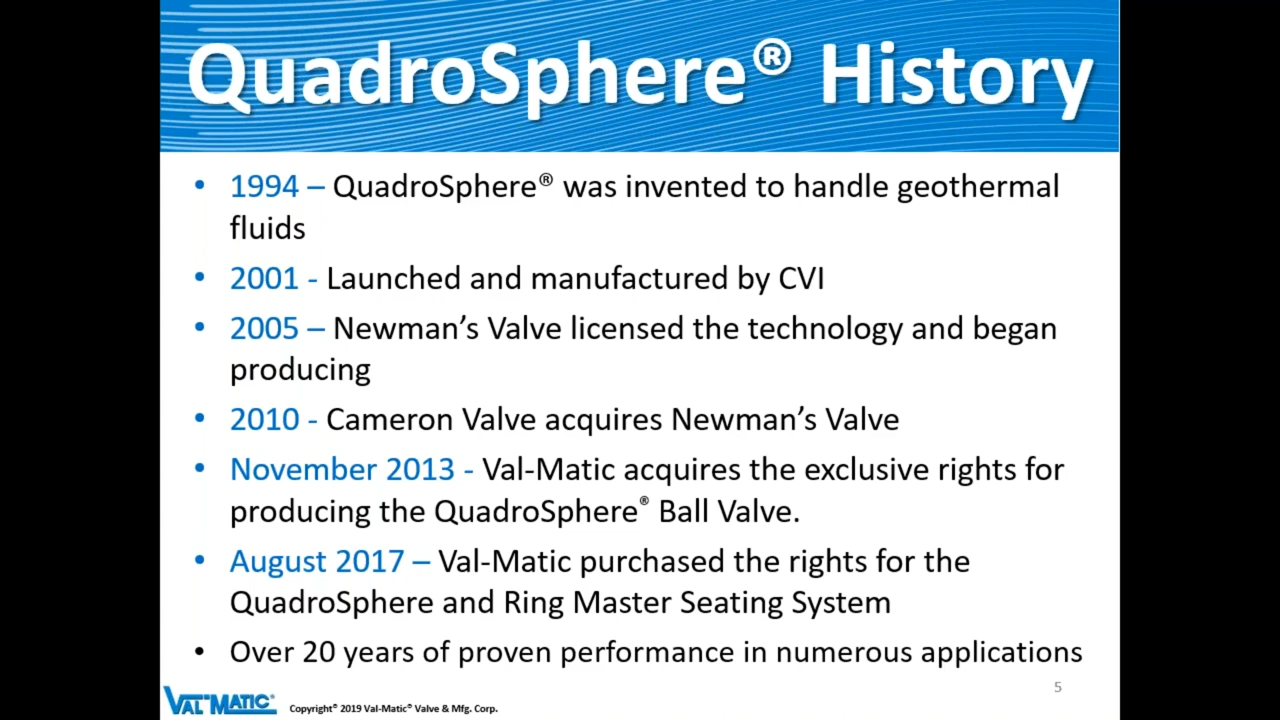 QuadroSphere® History
• 1994 – QuadroSphere® was invented to handle geothermal
fluids
• 2001 - Launched and manufactured by CVI
• 2005 – Newman’s Valve licensed the technology and began
producing
• 2010 - Cameron Valve acquires Newman’s Valve
• November 2013 - Val-Matic acquires the exclusive rights for
producing the QuadroSphere® Ball Valve.
• August 2017 – Val-Matic purchased the rights for the
QuadroSphere and Ring Master Seating System
• Over 20 years of proven performance in numerous applications
5
VAL-MATIC® Copyright® 2019 Val-Matic® Valve & Mfg. Corp.